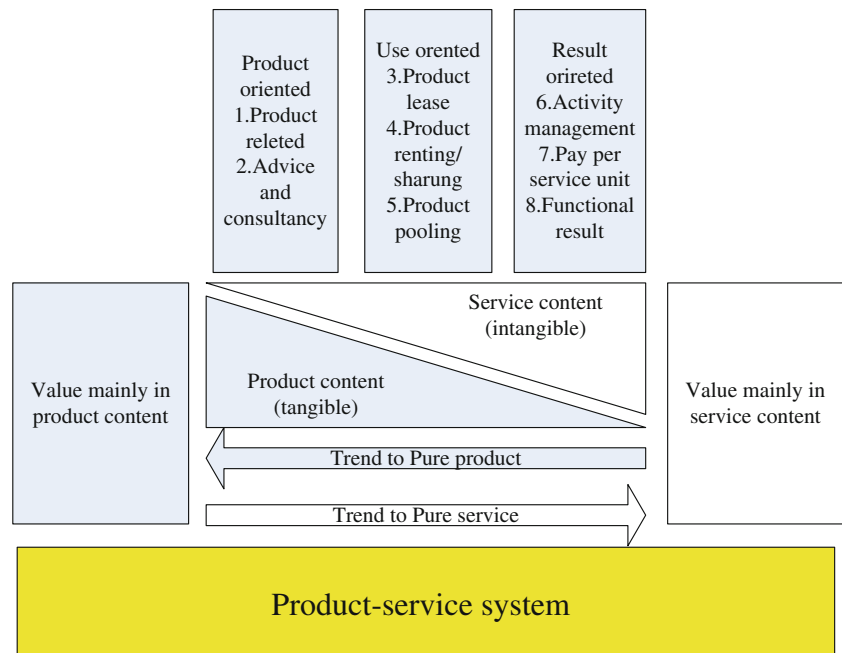 Product
oriented
1.Product
releted
2.Advice
and
consultancy
Use orented
3.Product
lease
4.Product
renting/
sharung
5.Product
pooling
Result
orireted
6.Activity
management
7.Pay per
service unit
8.Functional
result
Value mainly in
product content
Service content
(intangible)
Product content
(tangible)
Value mainly in
service content
Trend to Pure product
Trend to Pure service
Product-service system